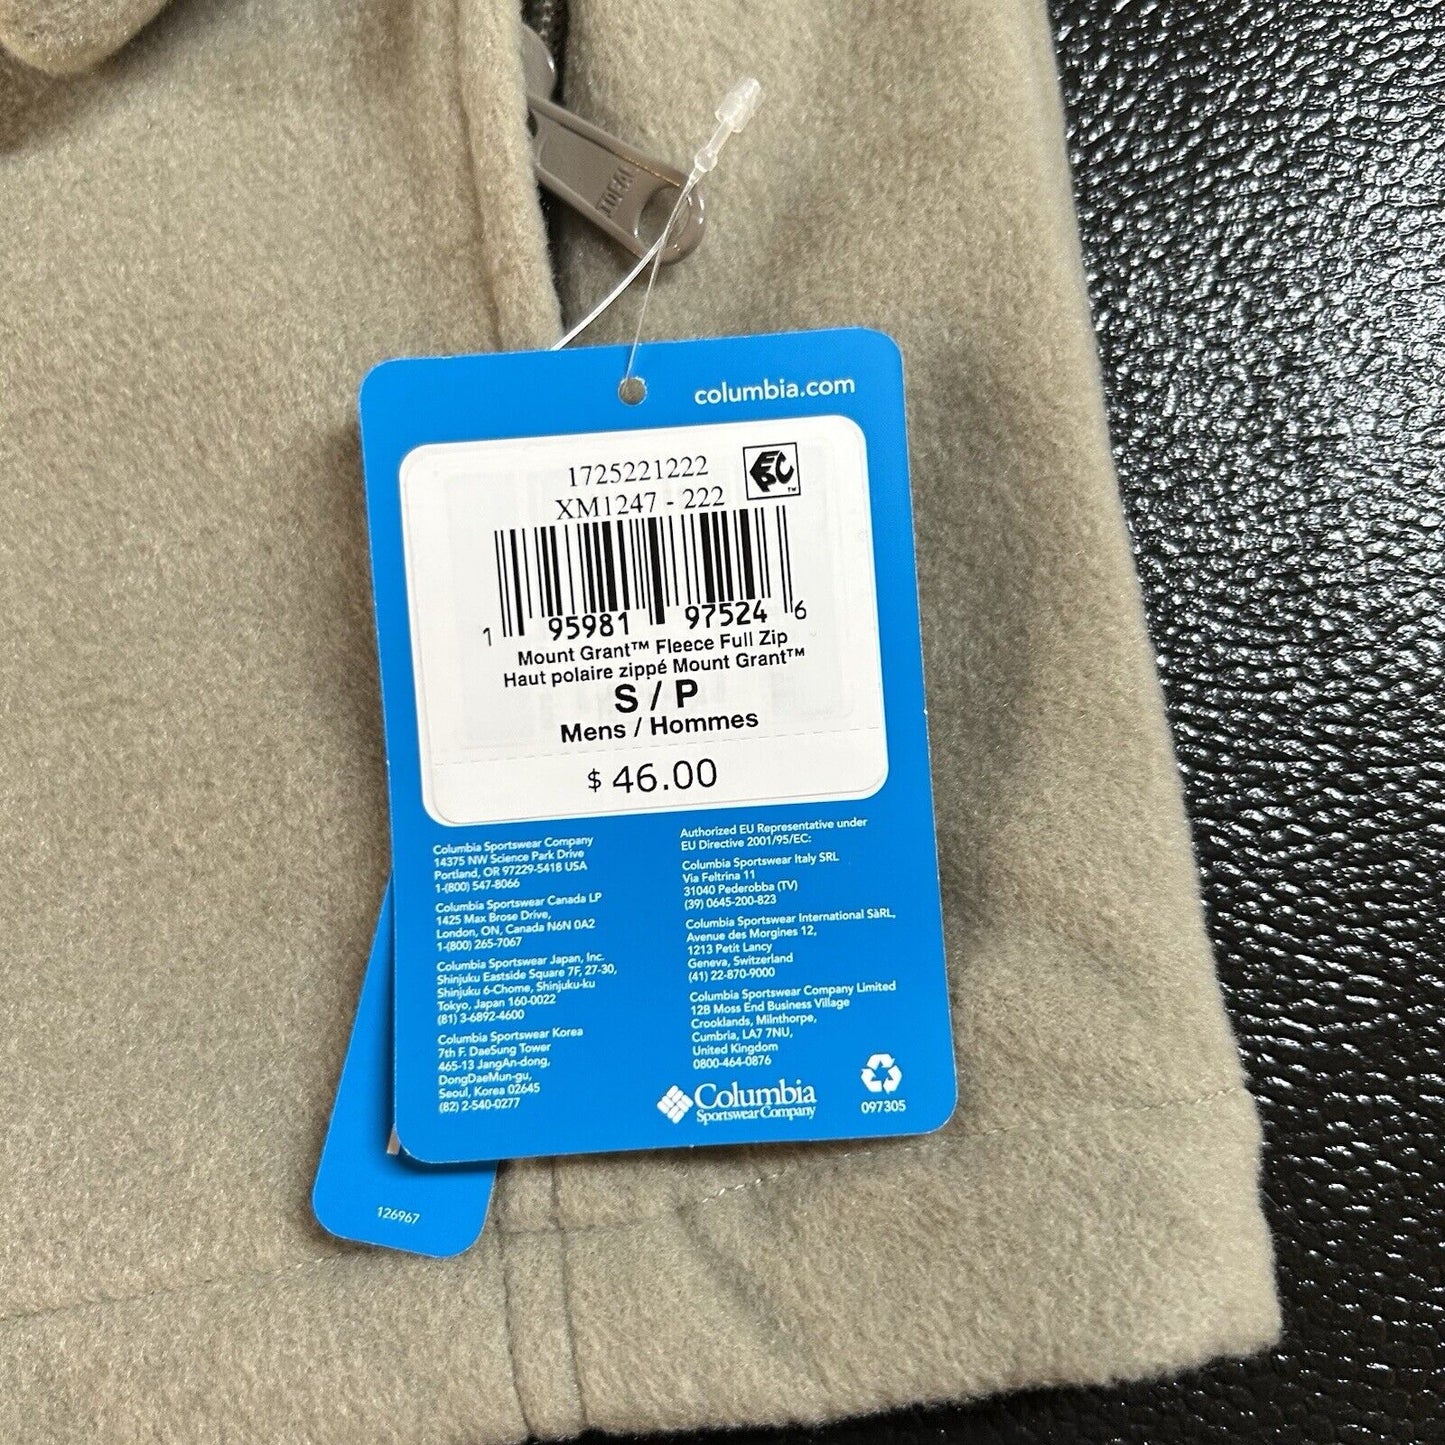 IDEAL
columbia.com
1725221222
EPC™
XM1247 - 222
1 95981 97524 6
Mount Grant™ Fleece Full Zip
Haut polaire zippé Mount Grant™
S / P
Mens / Hommes
$ 46.00
Columbia Sportswear Company
14375 NW Science Park Drive
Portland, OR 97229-5418 USA
1-(800) 547-8066
Columbia Sportswear Canada LP
1425 Max Brose Drive,
London, ON, Canada N6N 0A2
1-(800) 265-7067
Columbia Sportswear Japan, Inc.
Shinjuku Eastside Square 7F, 27-30,
Shinjuku 6-Chome, Shinjuku-ku
Tokyo, Japan 160-0022
(81) 3-6892-4600
Columbia Sportswear Korea
7th F. DaeSung Tower
465-13 JangAn-dong,
DongDaeMun-gu,
Seoul, Korea 02645
(82) 2-540-0277
Authorized EU Representative under
EU Directive 2001/95/EC:
Columbia Sportswear Italy SRL
Via Feltrina 11
31040 Pederobba (TV)
(39) 0645-200-823
Columbia Sportswear International SàRL,
Avenue des Morgines 12,
1213 Petit Lancy
Geneva, Switzerland
(41) 22-870-9000
Columbia Sportswear Company Limited
12B Moss End Business Village
Crooklands, Milnthorpe,
Cumbria, LA7 7NU,
United Kingdom
0800-464-0876
Columbia
Sportswear Company
097305
126967